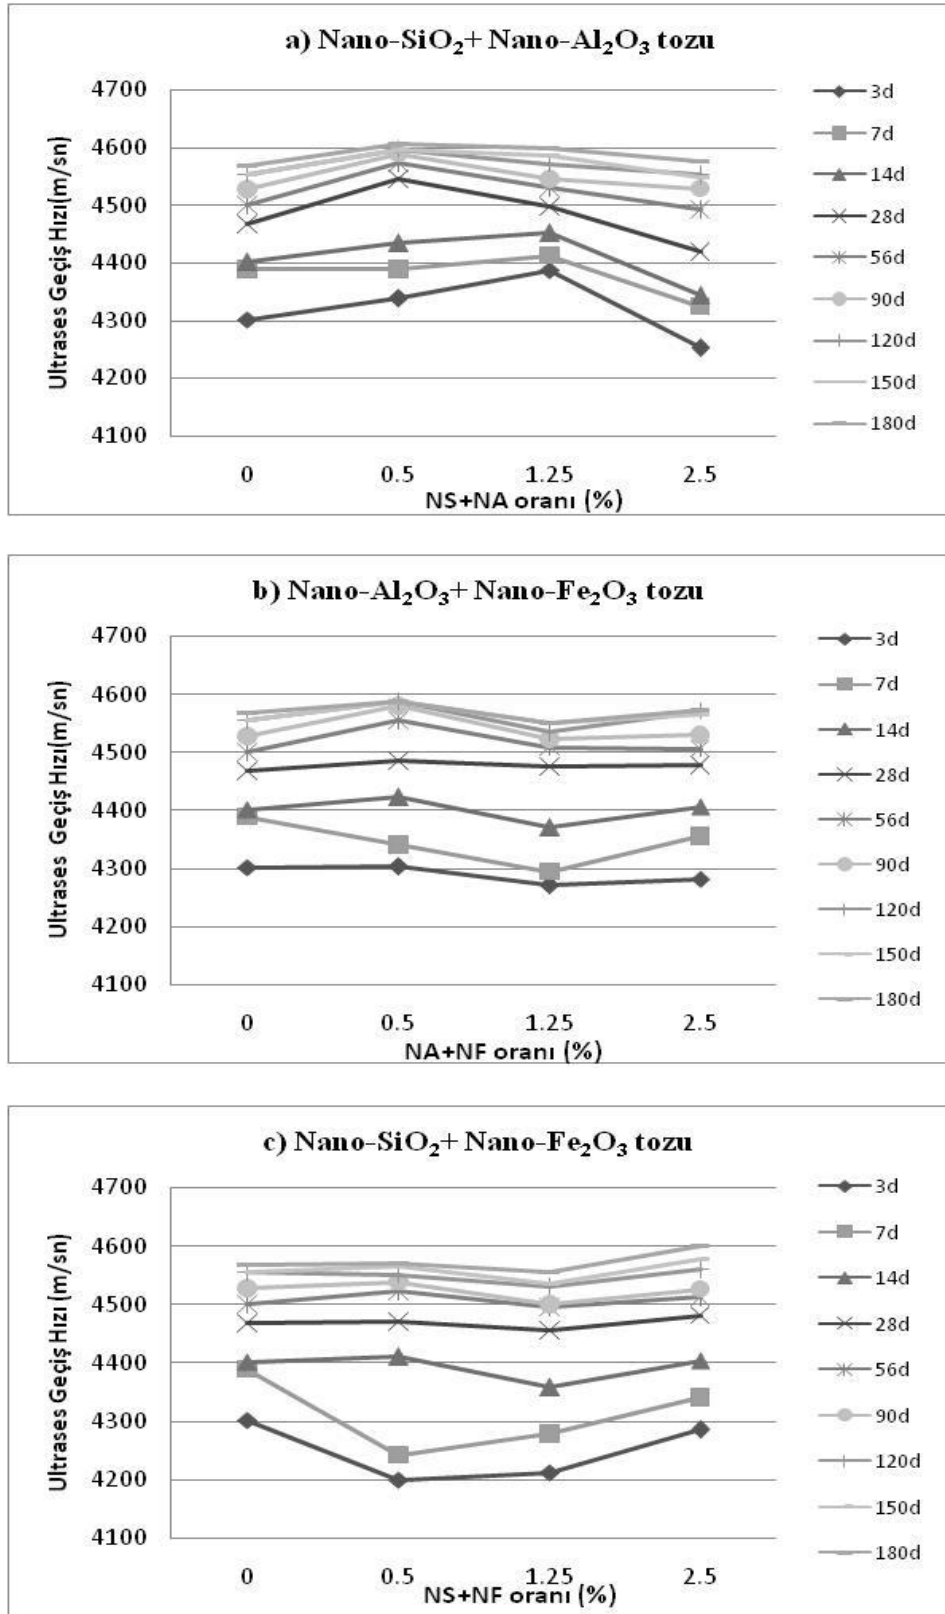 a) Nano-SiO₂+ Nano-Al₂O₃ tozu
Ultrases Geçiş Hızı(m/sn)
4700
4600
4500
4400
4300
4200
4100
0 0.5 1.25 2.5
NS+NA oranı (%)
3d
7d
14d
28d
56d
90d
120d
150d
180d
b) Nano-Al₂O₃+ Nano-Fe₂O₃ tozu
Ultrases Geçiş Hızı(m/sn)
4700
4600
4500
4400
4300
4200
4100
0 0.5 1.25 2.5
NA+NF oranı (%)
3d
7d
14d
28d
56d
90d
120d
150d
180d
c) Nano-SiO₂+ Nano-Fe₂O₃ tozu
Ultrases Geçiş Hızı (m/sn)
4700
4600
4500
4400
4300
4200
4100
0 0.5 1.25 2.5
NS+NF oranı (%)
3d
7d
14d
28d
56d
90d
120d
150d
180d